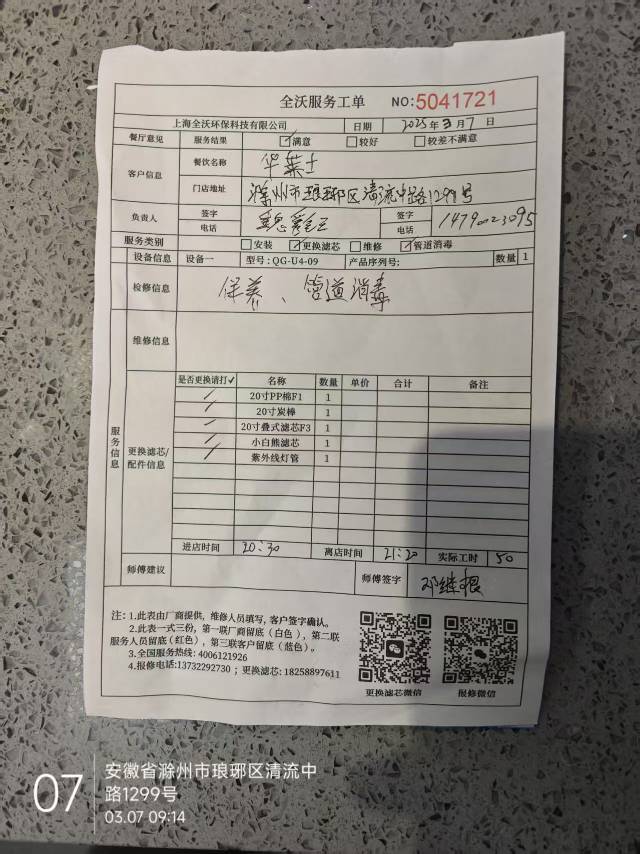 全沃服务工单 NO:5041721
上海全沃环保科技有限公司 日期 2025年3月7日
餐厅意见 服务结果 ☑满意 □较好 □较差不满意
客户信息 餐饮名称 华莱士
门店地址 滁州市琅琊区清流中路1299号
负责人 签字 电话 签字 电话 14790023095
服务类别 □安装 ☑更换滤芯 □维修 ☑管道消毒
设备信息 设备一 型号:QG-U4-09 产品序列号: 数量 1
检修信息 保养、管道消毒
维修信息
服务信息
更换滤芯/配件信息
是否更换请打✓ 名称 数量 单价 合计 备注
/ 20寸PP棉F1 1
/ 20寸炭棒 1
/ 20寸叠式滤芯F3 1
/ 小白熊滤芯 1
/ 紫外线灯管 1
进店时间 20:30 离店时间 21:20 实际工时 50
师傅建议 师傅签字 邓继根
注: 1.此表由厂商提供，维修人员填写，客户签字确认。
2.此表一式三份，第一联厂商留底(白色)，第二联
服务人员留底(红色)，第三联客户留底(蓝色)。
3.全国服务热线: 4006121926
4.报修电话:13732292730 ; 更换滤芯: 18258897611
更换滤芯微信 报修微信
07 安徽省滁州市琅琊区清流中
路1299号
03.07 09:14